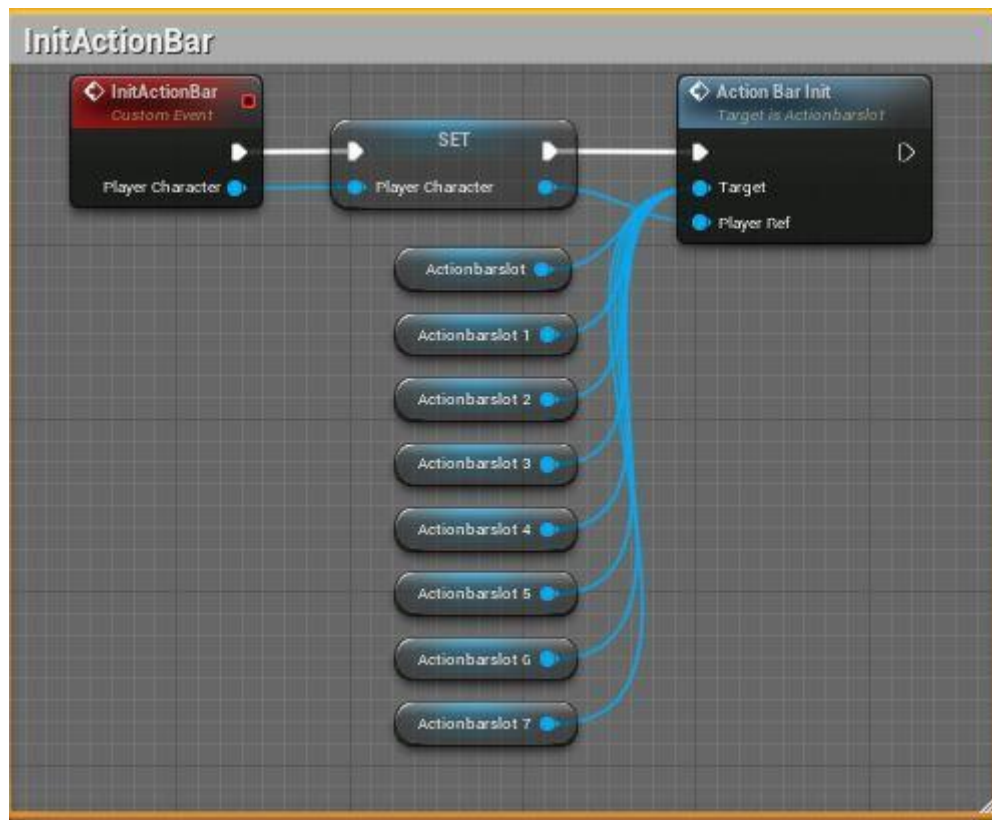 InitActionBar
InitActionBar
Custom Event
Player Character
SET
Player Character
Action Bar Init
Target is Actionbarslot
Target
Player Ref
Actionbarslot
Actionbarslot 1
Actionbarslot 2
Actionbarslot 3
Actionbarslot 4
Actionbarslot 5
Actionbarslot 6
Actionbarslot 7